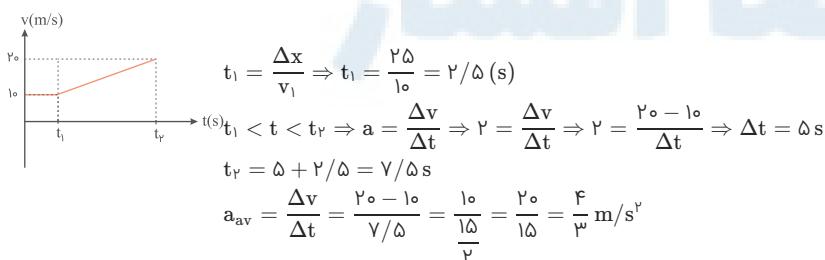 v(m/s)
۲۰
۱۰
t₁
t₂
t(s)
t₁ = Δx/v₁ ⇒ t₁ = ۲۵/۱۰ = ۲/۵ (s)
t₁ < t < t₂ ⇒ a = Δv/Δt ⇒ ۲ = Δv/Δt ⇒ ۲ = (۲۰ − ۱۰)/Δt ⇒ Δt = ۵ s
t₂ = ۵ + ۲/۵ = ۷/۵ s
a_av = Δv/Δt = (۲۰ − ۱۰)/(۷/۵) = ۱۰/(۱۵/۲) = ۲۰/۱۵ = ۴/۳ m/s²